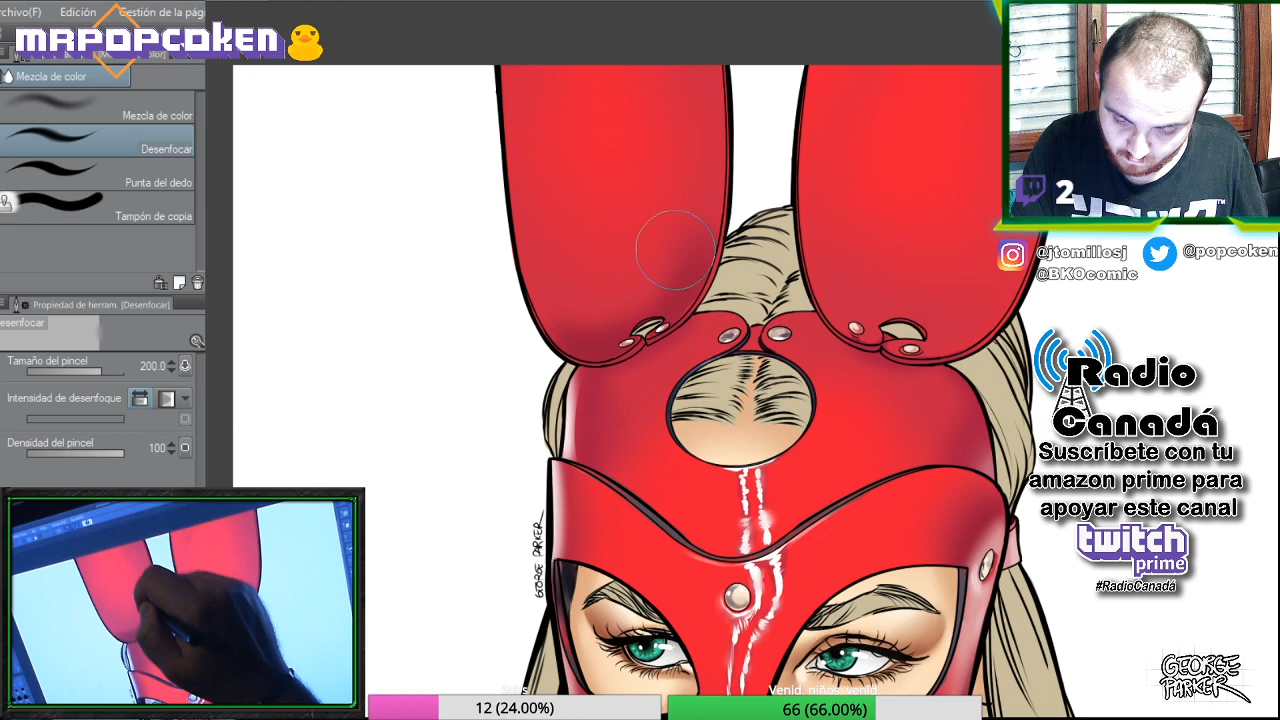 rchivo(F) Edición Gestión de la pág
MRPOPCOKEN
Mezcla de color
Mezcla de color
Desenfocar
Punta del dedo
Tampón de copia
Propiedad de herram. [Desenfocar]
esenfocar
Tamaño del pincel 200.0
Intensidad de desenfoque
Densidad del pincel 100
2
@jtomillosj
@BKOcomic
@popcoken
Radio
Canadá
Suscríbete con tu
amazon prime para
apoyar este canal
twitch
prime
#RadioCanadá
GEORGE PARKER
GEORGE
PARKER
Subs
12 (24.00%)
Venid, niños, venid.
66 (66.00%)